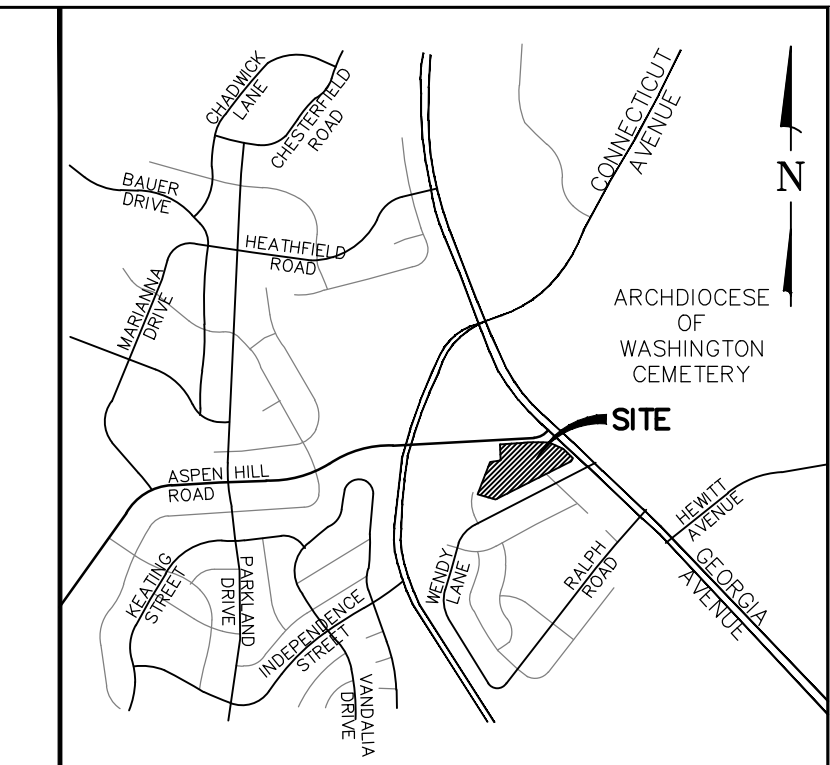 CHADWICK
LANE
CHESTERFIELD
ROAD
CONNECTICUT
AVENUE
N
BAUER
DRIVE
HEATHFIELD
ROAD
MARIANNA
DRIVE
ARCHDIOCESE
OF
WASHINGTON
CEMETERY
SITE
ASPEN HILL
ROAD
HEWITT
AVENUE
GEORGIA
AVENUE
WENDY
LANE
RALPH
ROAD
KEATING
STREET
PARKLAND
DRIVE
INDEPENDENCE
STREET
VANDALIA
DRIVE